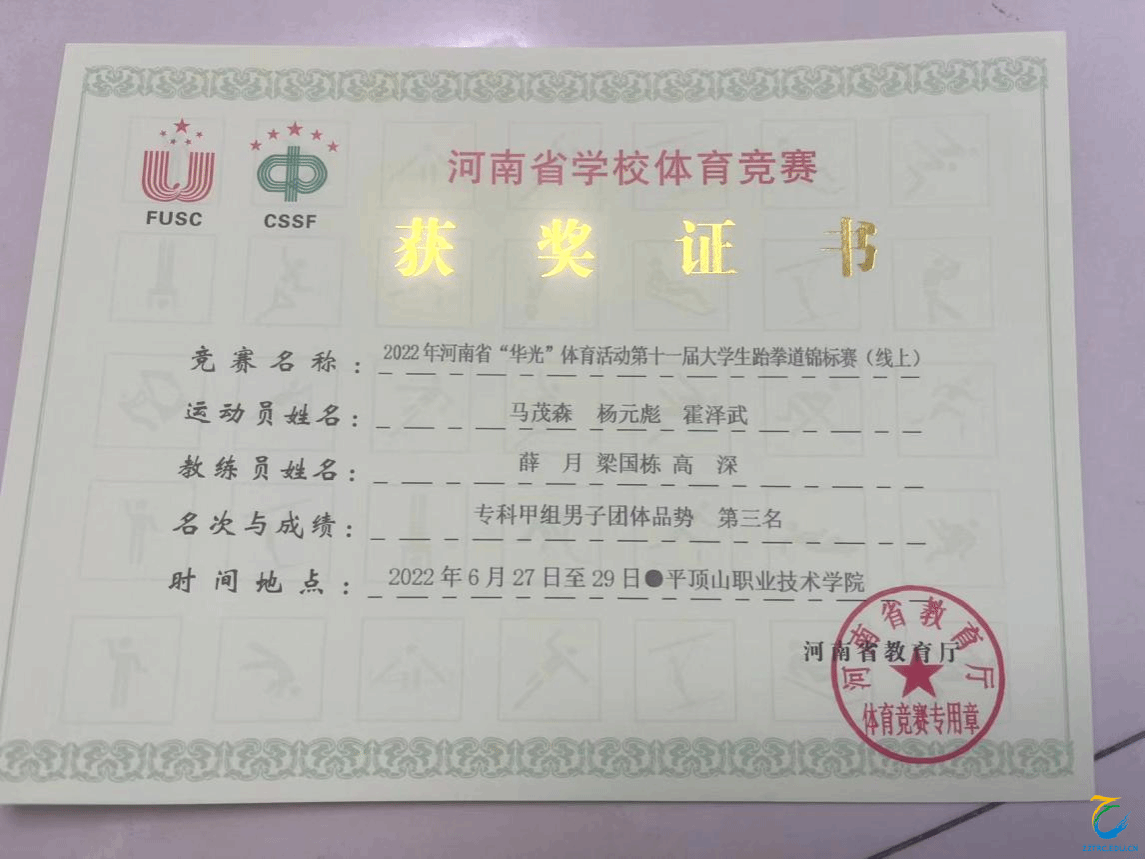 FUSC
CSSF
河南省学校体育竞赛
获奖证书
竞赛名称：2022年河南省“华光”体育活动第十一届大学生跆拳道锦标赛（线上）
运动员姓名：马茂森 杨元彪 霍泽武
教练员姓名：薛 月 梁国栋 高 深
名次与成绩：专科甲组男子团体品势 第三名
时间地点：2022年6月27日至29日●平顶山职业技术学院
河南省教育厅
河南省教育厅
体育竞赛专用章